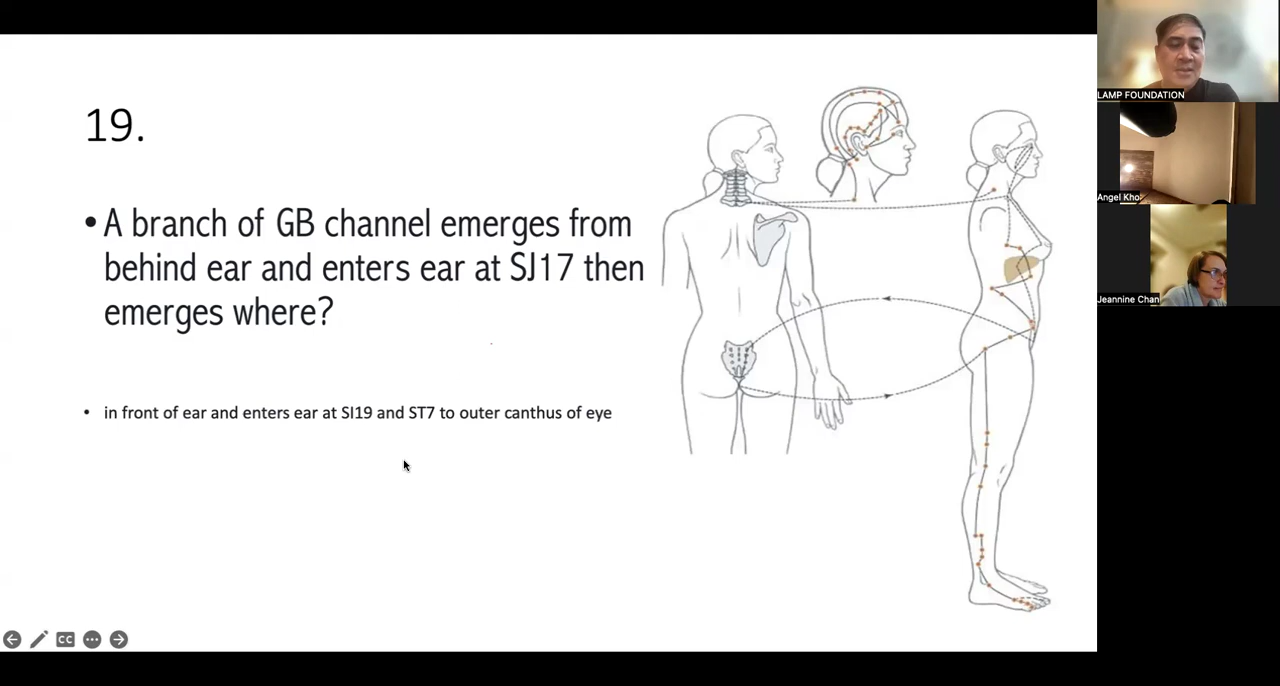 19.
• A branch of GB channel emerges from
behind ear and enters ear at SJ17 then
emerges where?
• in front of ear and enters ear at SI19 and ST7 to outer canthus of eye
CC
LAMP FOUNDATION
Angel Kho
Jeannine Chan